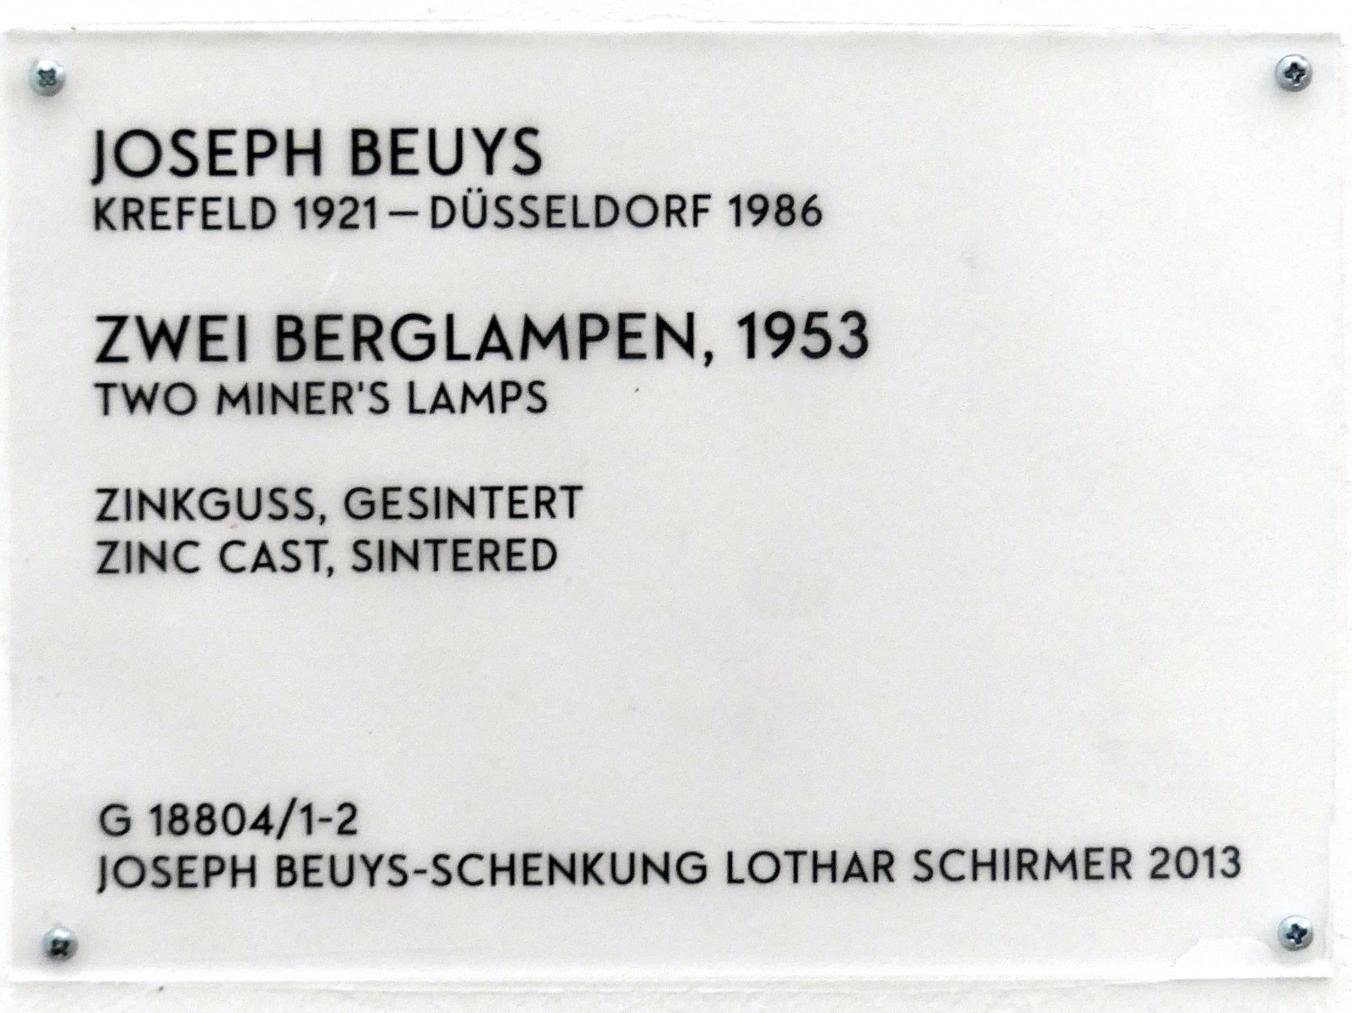 JOSEPH BEUYS
KREFELD 1921 – DÜSSELDORF 1986
ZWEI BERGLAMPEN, 1953
TWO MINER'S LAMPS
ZINKGUSS, GESINTERT
ZINC CAST, SINTERED
G 18804/1-2
JOSEPH BEUYS-SCHENKUNG LOTHAR SCHIRMER 2013